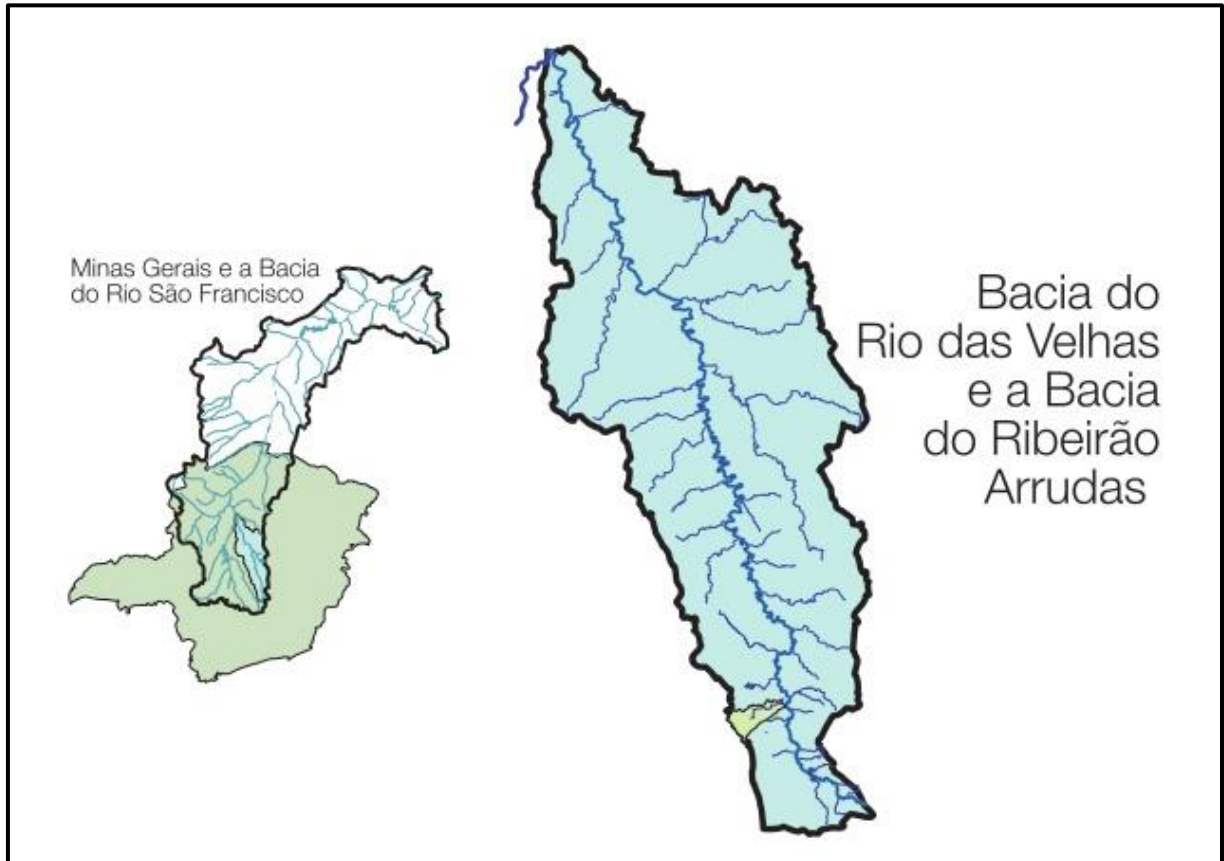 Minas Gerais e a Bacia
do Rio São Francisco
Bacia do
Rio das Velhas
e a Bacia
do Ribeirão
Arrudas